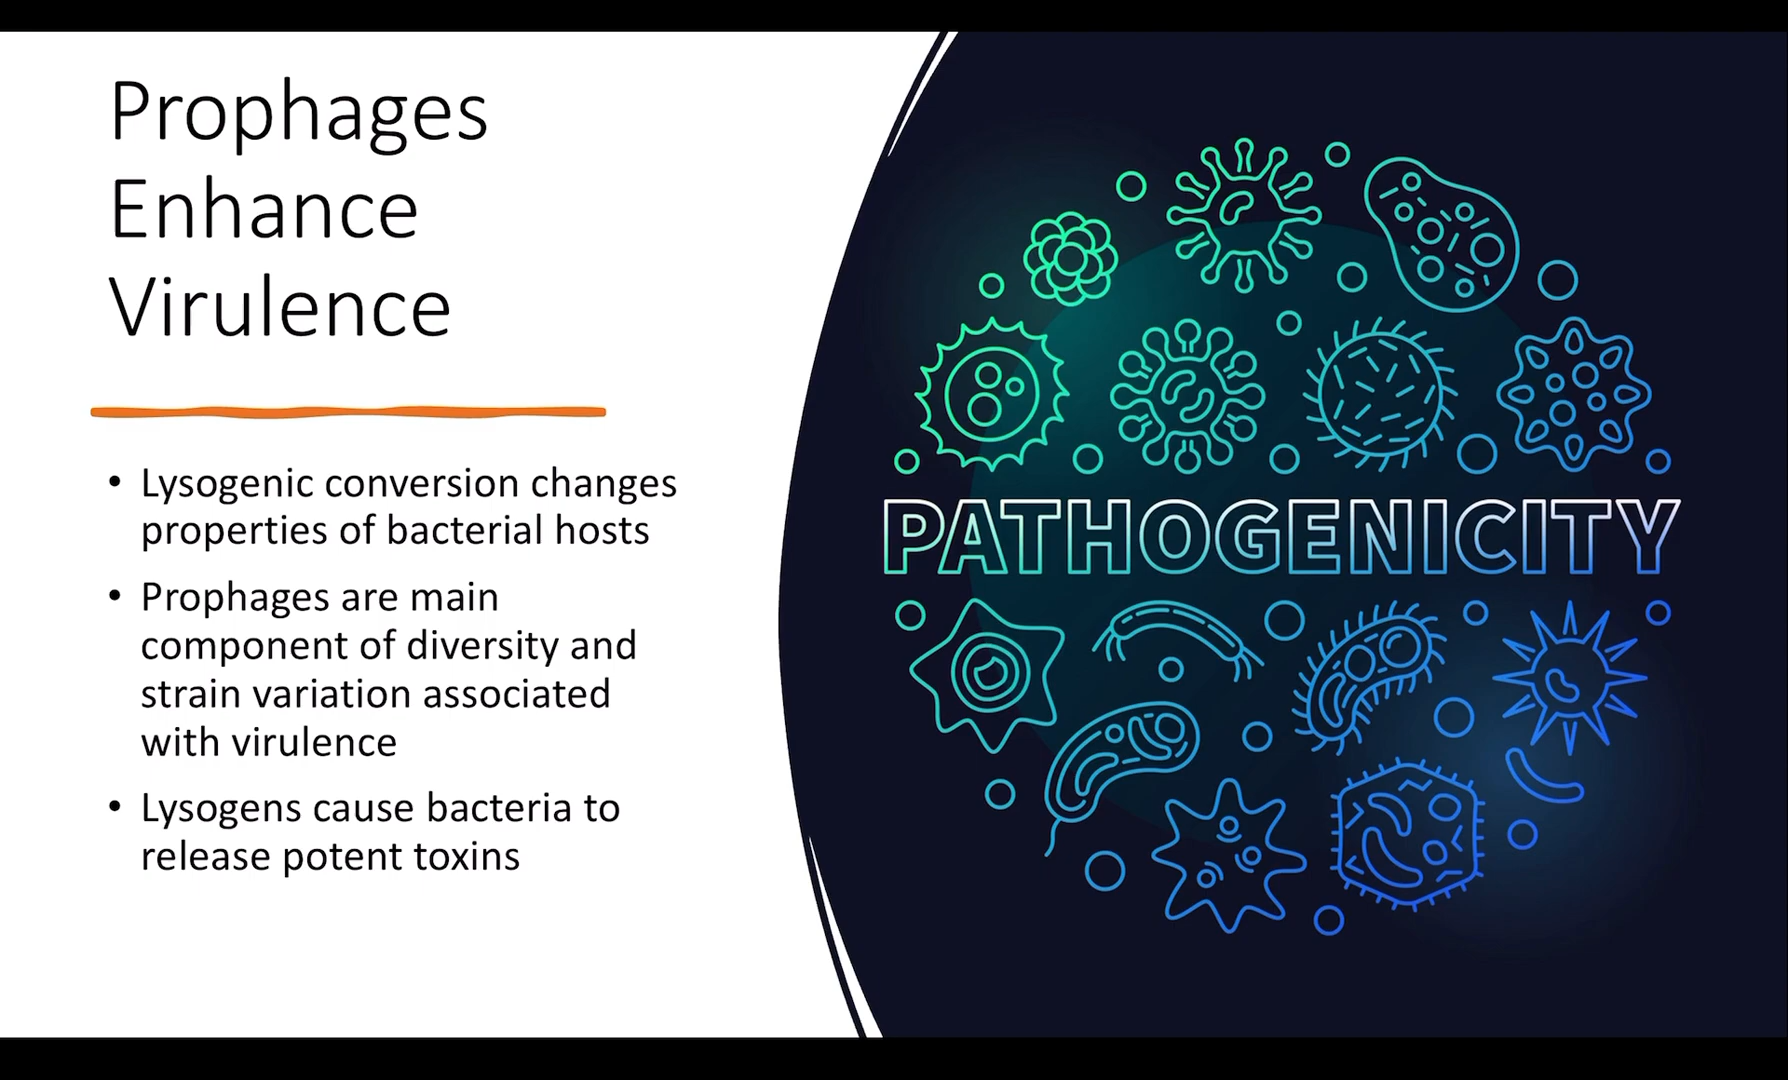 Prophages
Enhance
Virulence
• Lysogenic conversion changes
properties of bacterial hosts
• Prophages are main
component of diversity and
strain variation associated
with virulence
• Lysogens cause bacteria to
release potent toxins
PATHOGENICITY